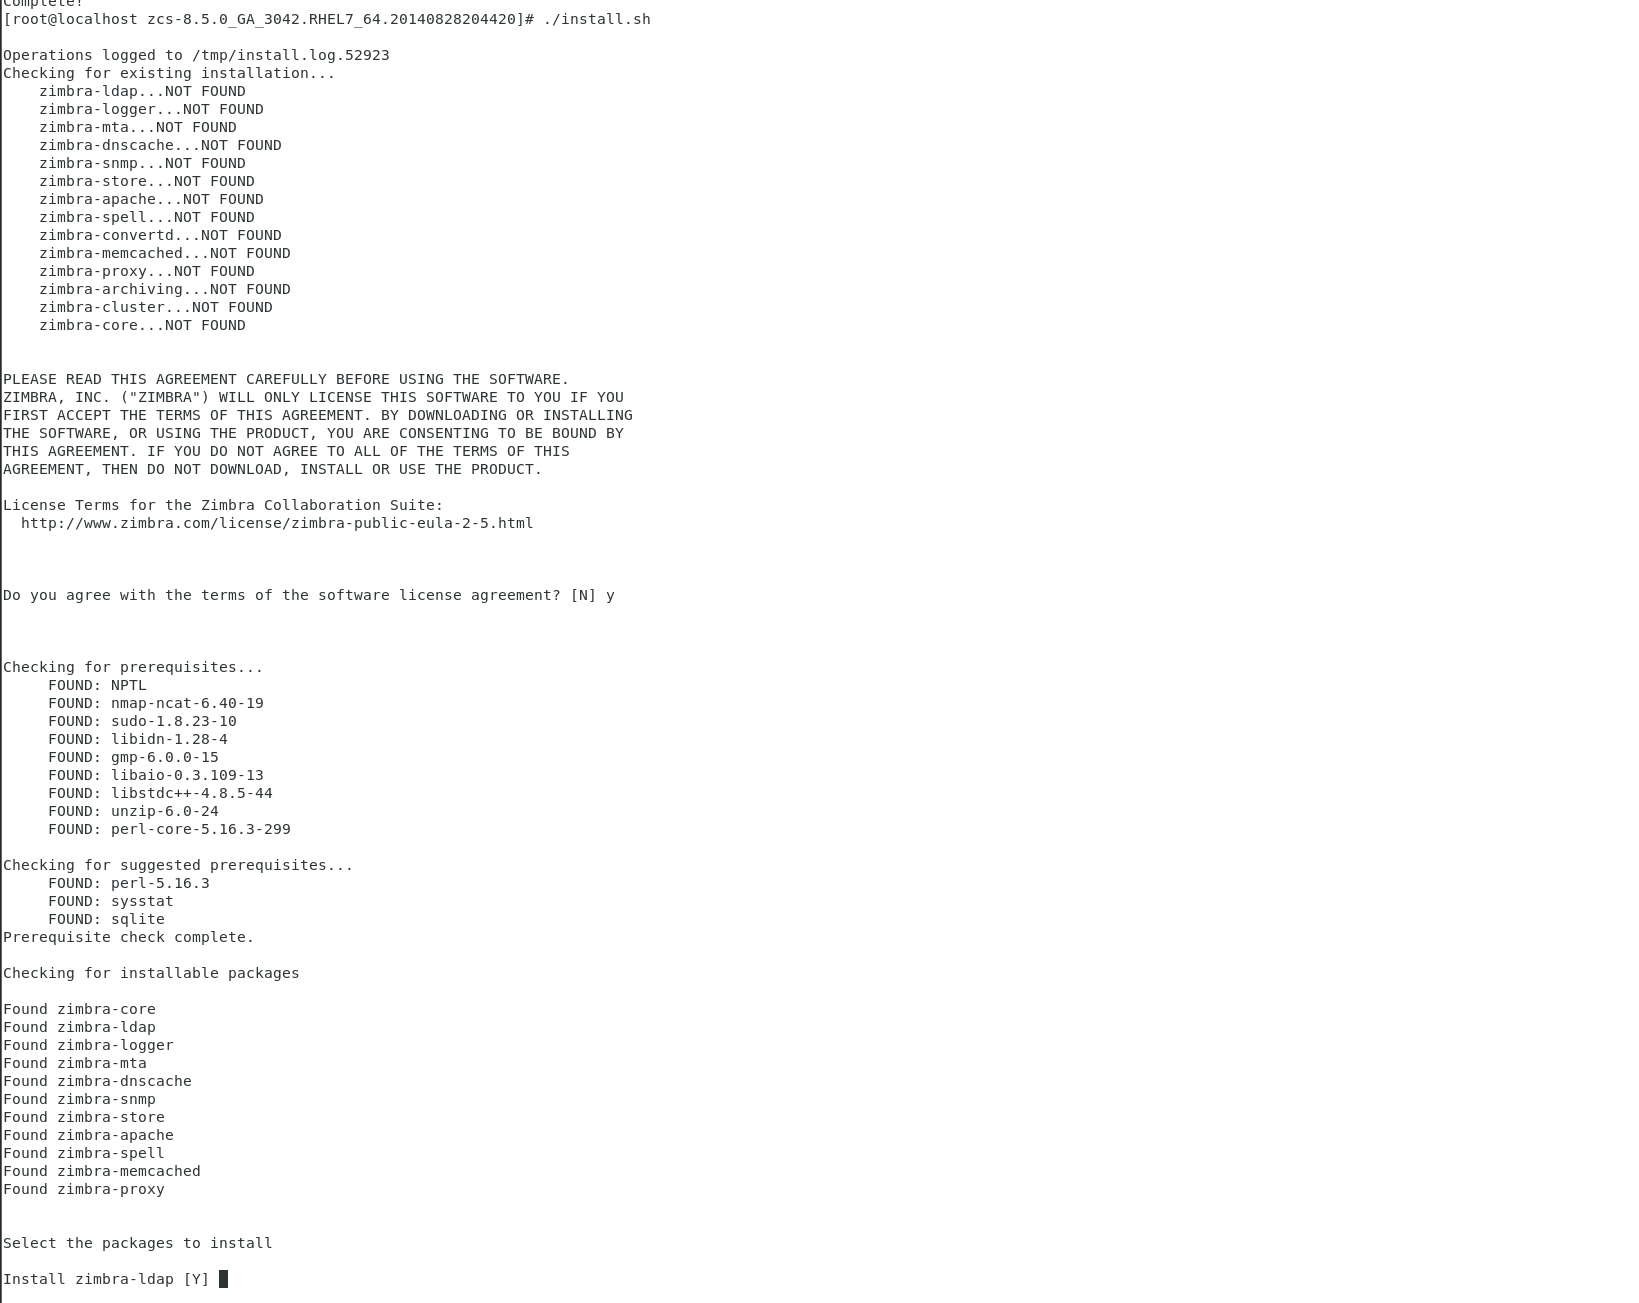 Complete!
[root@localhost zcs-8.5.0_GA_3042.RHEL7_64.20140828204420]# ./install.sh
Operations logged to /tmp/install.log.52923
Checking for existing installation...
zimbra-ldap...NOT FOUND
zimbra-logger...NOT FOUND
zimbra-mta...NOT FOUND
zimbra-dnscache...NOT FOUND
zimbra-snmp...NOT FOUND
zimbra-store...NOT FOUND
zimbra-apache...NOT FOUND
zimbra-spell...NOT FOUND
zimbra-convertd...NOT FOUND
zimbra-memcached...NOT FOUND
zimbra-proxy...NOT FOUND
zimbra-archiving...NOT FOUND
zimbra-cluster...NOT FOUND
zimbra-core...NOT FOUND
PLEASE READ THIS AGREEMENT CAREFULLY BEFORE USING THE SOFTWARE.
ZIMBRA, INC. ("ZIMBRA") WILL ONLY LICENSE THIS SOFTWARE TO YOU IF YOU
FIRST ACCEPT THE TERMS OF THIS AGREEMENT. BY DOWNLOADING OR INSTALLING
THE SOFTWARE, OR USING THE PRODUCT, YOU ARE CONSENTING TO BE BOUND BY
THIS AGREEMENT. IF YOU DO NOT AGREE TO ALL OF THE TERMS OF THIS
AGREEMENT, THEN DO NOT DOWNLOAD, INSTALL OR USE THE PRODUCT.
License Terms for the Zimbra Collaboration Suite:
http://www.zimbra.com/license/zimbra-public-eula-2-5.html
Do you agree with the terms of the software license agreement? [N] y
Checking for prerequisites...
FOUND: NPTL
FOUND: nmap-ncat-6.40-19
FOUND: sudo-1.8.23-10
FOUND: libidn-1.28-4
FOUND: gmp-6.0.0-15
FOUND: libaio-0.3.109-13
FOUND: libstdc++-4.8.5-44
FOUND: unzip-6.0-24
FOUND: perl-core-5.16.3-299
Checking for suggested prerequisites...
FOUND: perl-5.16.3
FOUND: sysstat
FOUND: sqlite
Prerequisite check complete.
Checking for installable packages
Found zimbra-core
Found zimbra-ldap
Found zimbra-logger
Found zimbra-mta
Found zimbra-dnscache
Found zimbra-snmp
Found zimbra-store
Found zimbra-apache
Found zimbra-spell
Found zimbra-memcached
Found zimbra-proxy
Select the packages to install
Install zimbra-ldap [Y]